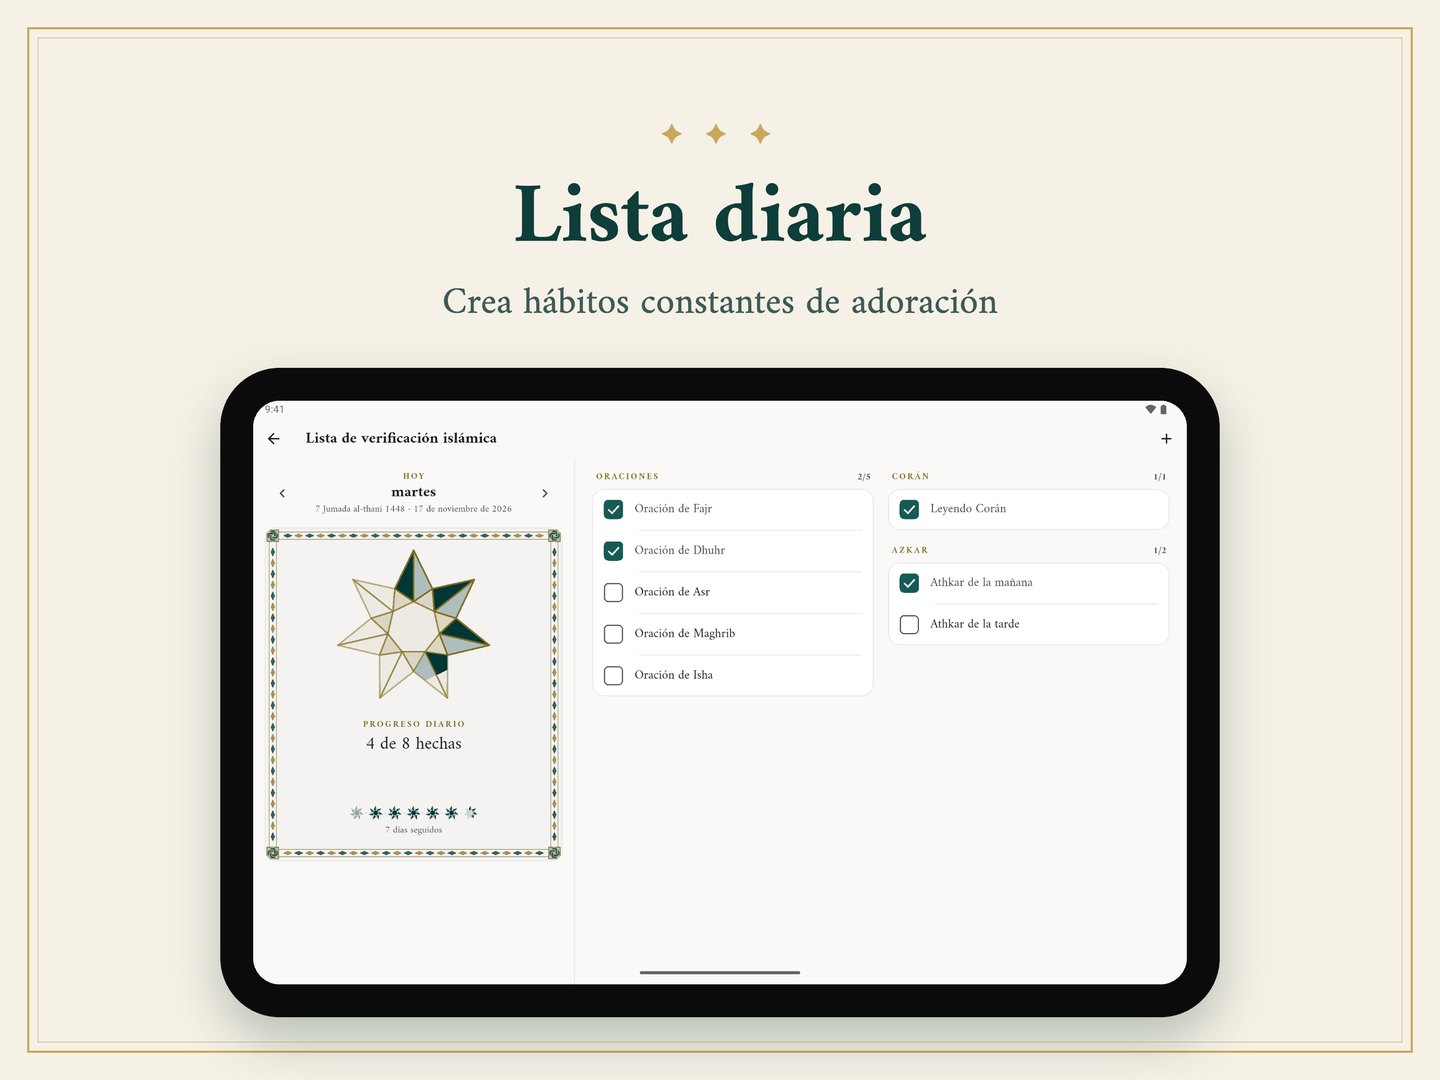 Lista diaria
Crea hábitos constantes de adoración
9:41
Lista de verificación islámica
HOY
martes
7 Jumada al-thani 1448 · 17 de noviembre de 2026
PROGRESO DIARIO
4 de 8 hechas
7 días seguidos
ORACIONES 2/5
Oración de Fajr
Oración de Dhuhr
Oración de Asr
Oración de Maghrib
Oración de Isha
CORÁN 1/1
Leyendo Corán
AZKAR 1/2
Athkar de la mañana
Athkar de la tarde